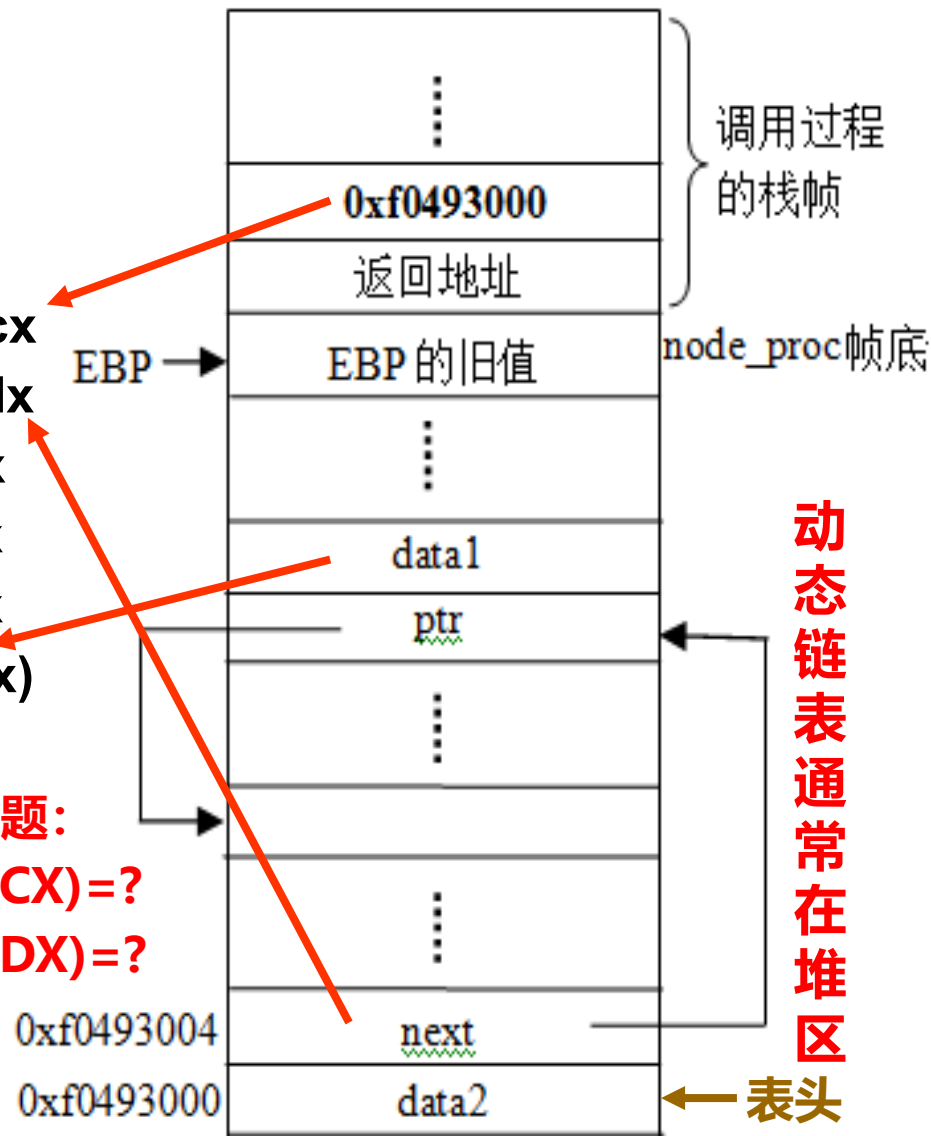 调用过程
的栈帧
0xf0493000
返回地址
cx
EBP
EBP 的旧值
node_proc帧底
dx
x
x
data1
x
ptr
x)
动态链表通常在堆区
题：
CX)=?
DX)=?
0xf0493004
next
0xf0493000
data2
表头